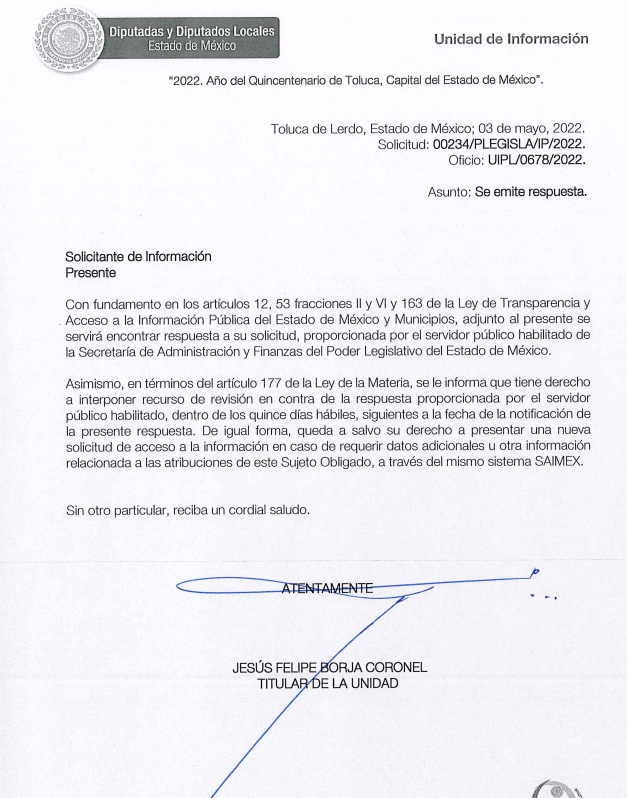 Diputadas y Diputados Locales
Estado de México
Unidad de Información
"2022. Año del Quincentenario de Toluca, Capital del Estado de México".
Toluca de Lerdo, Estado de México; 03 de mayo, 2022.
Solicitud: 00234/PLEGISLA/IP/2022.
Oficio: UIPL/0678/2022.
Asunto: Se emite respuesta.
Solicitante de Información
Presente
Con fundamento en los artículos 12, 53 fracciones II y VI y 163 de la Ley de Transparencia y
Acceso a la Información Pública del Estado de México y Municipios, adjunto al presente se
servirá encontrar respuesta a su solicitud, proporcionada por el servidor público habilitado de
la Secretaría de Administración y Finanzas del Poder Legislativo del Estado de México.
Asimismo, en términos del artículo 177 de la Ley de la Materia, se le informa que tiene derecho
a interponer recurso de revisión en contra de la respuesta proporcionada por el servidor
público habilitado, dentro de los quince días hábiles, siguientes a la fecha de la notificación de
la presente respuesta. De igual forma, queda a salvo su derecho a presentar una nueva
solicitud de acceso a la información en caso de requerir datos adicionales u otra información
relacionada a las atribuciones de este Sujeto Obligado, a través del mismo sistema SAIMEX.
Sin otro particular, reciba un cordial saludo.
ATENTAMENTE
JESÚS FELIPE BORJA CORONEL
TITULAR DE LA UNIDAD